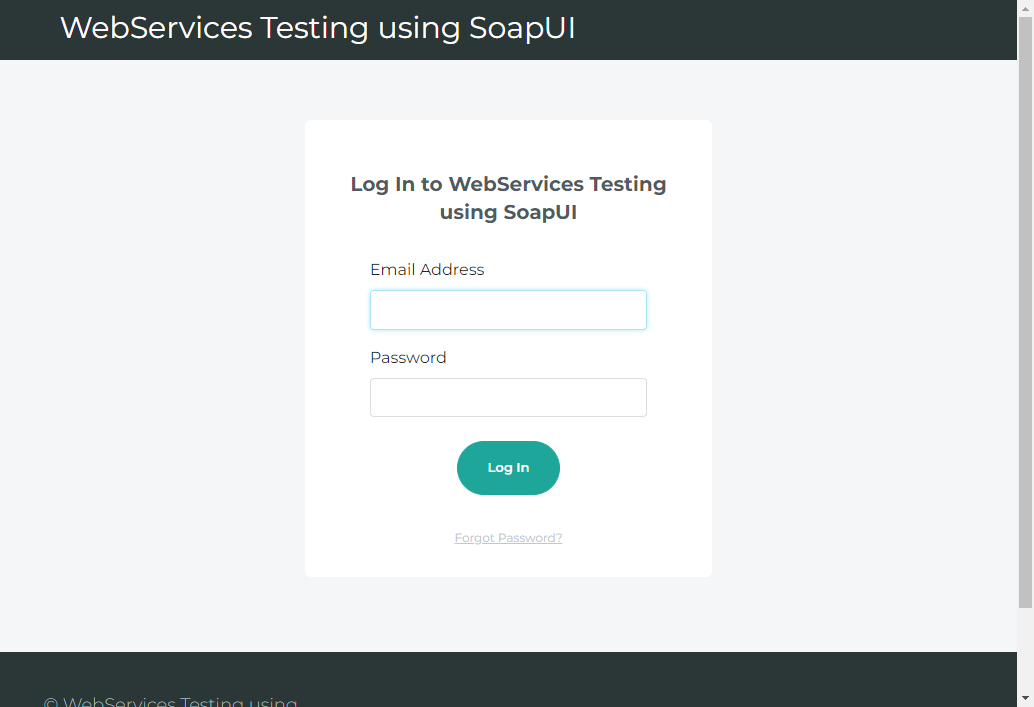 WebServices Testing using SoapUI
Log In to WebServices Testing
using SoapUI
Email Address
Password
Log In
Forgot Password?
© WebServices Testing using